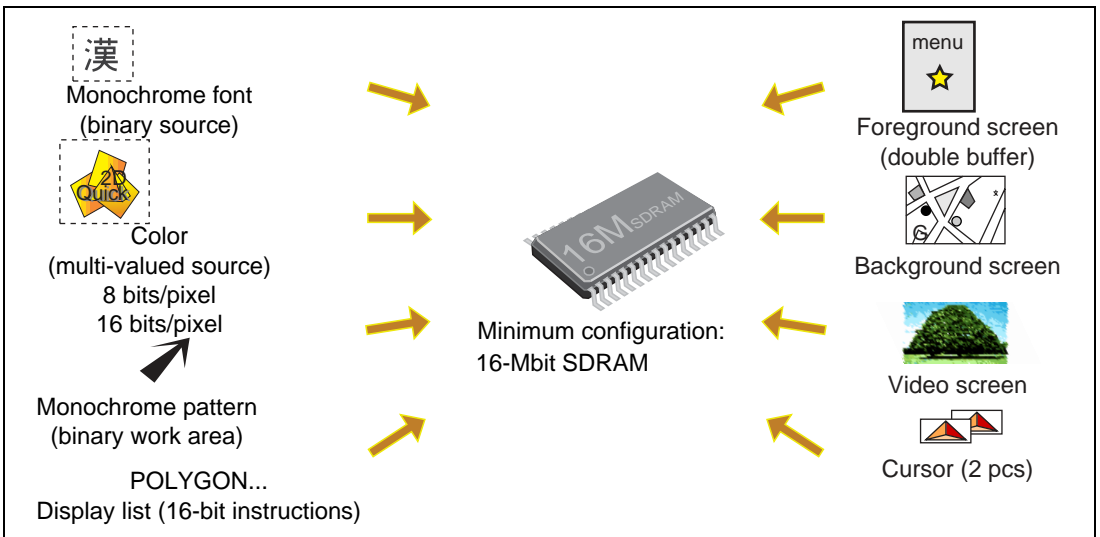 漢
Monochrome font
(binary source)
2D
Quick
Color
(multi-valued source)
8 bits/pixel
16 bits/pixel
Monochrome pattern
(binary work area)
POLYGON...
Display list (16-bit instructions)
16M SDRAM
Minimum configuration:
16-Mbit SDRAM
menu
Foreground screen
(double buffer)
G
Background screen
Video screen
Cursor (2 pcs)